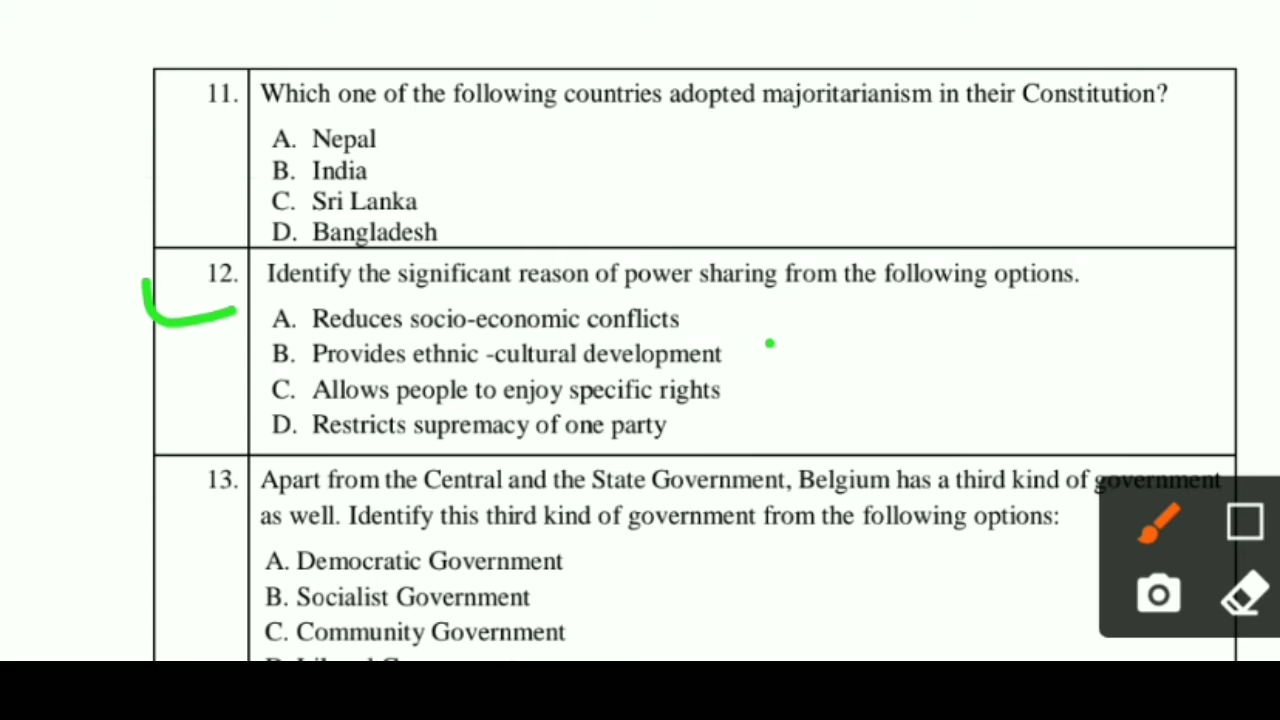 11. Which one of the following countries adopted majoritarianism in their Constitution?
A. Nepal
B. India
C. Sri Lanka
D. Bangladesh
12. Identify the significant reason of power sharing from the following options.
A. Reduces socio-economic conflicts
B. Provides ethnic -cultural development
C. Allows people to enjoy specific rights
D. Restricts supremacy of one party
13. Apart from the Central and the State Government, Belgium has a third kind of government
as well. Identify this third kind of government from the following options:
A. Democratic Government
B. Socialist Government
C. Community Government